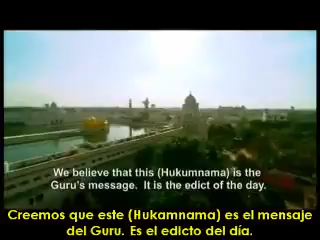 We believe that this (Hukumnama) is the
Guru's message. It is the edict of the day.
Creemos que este (Hukamnama) es el mensaje
del Guru. Es el edicto del día.